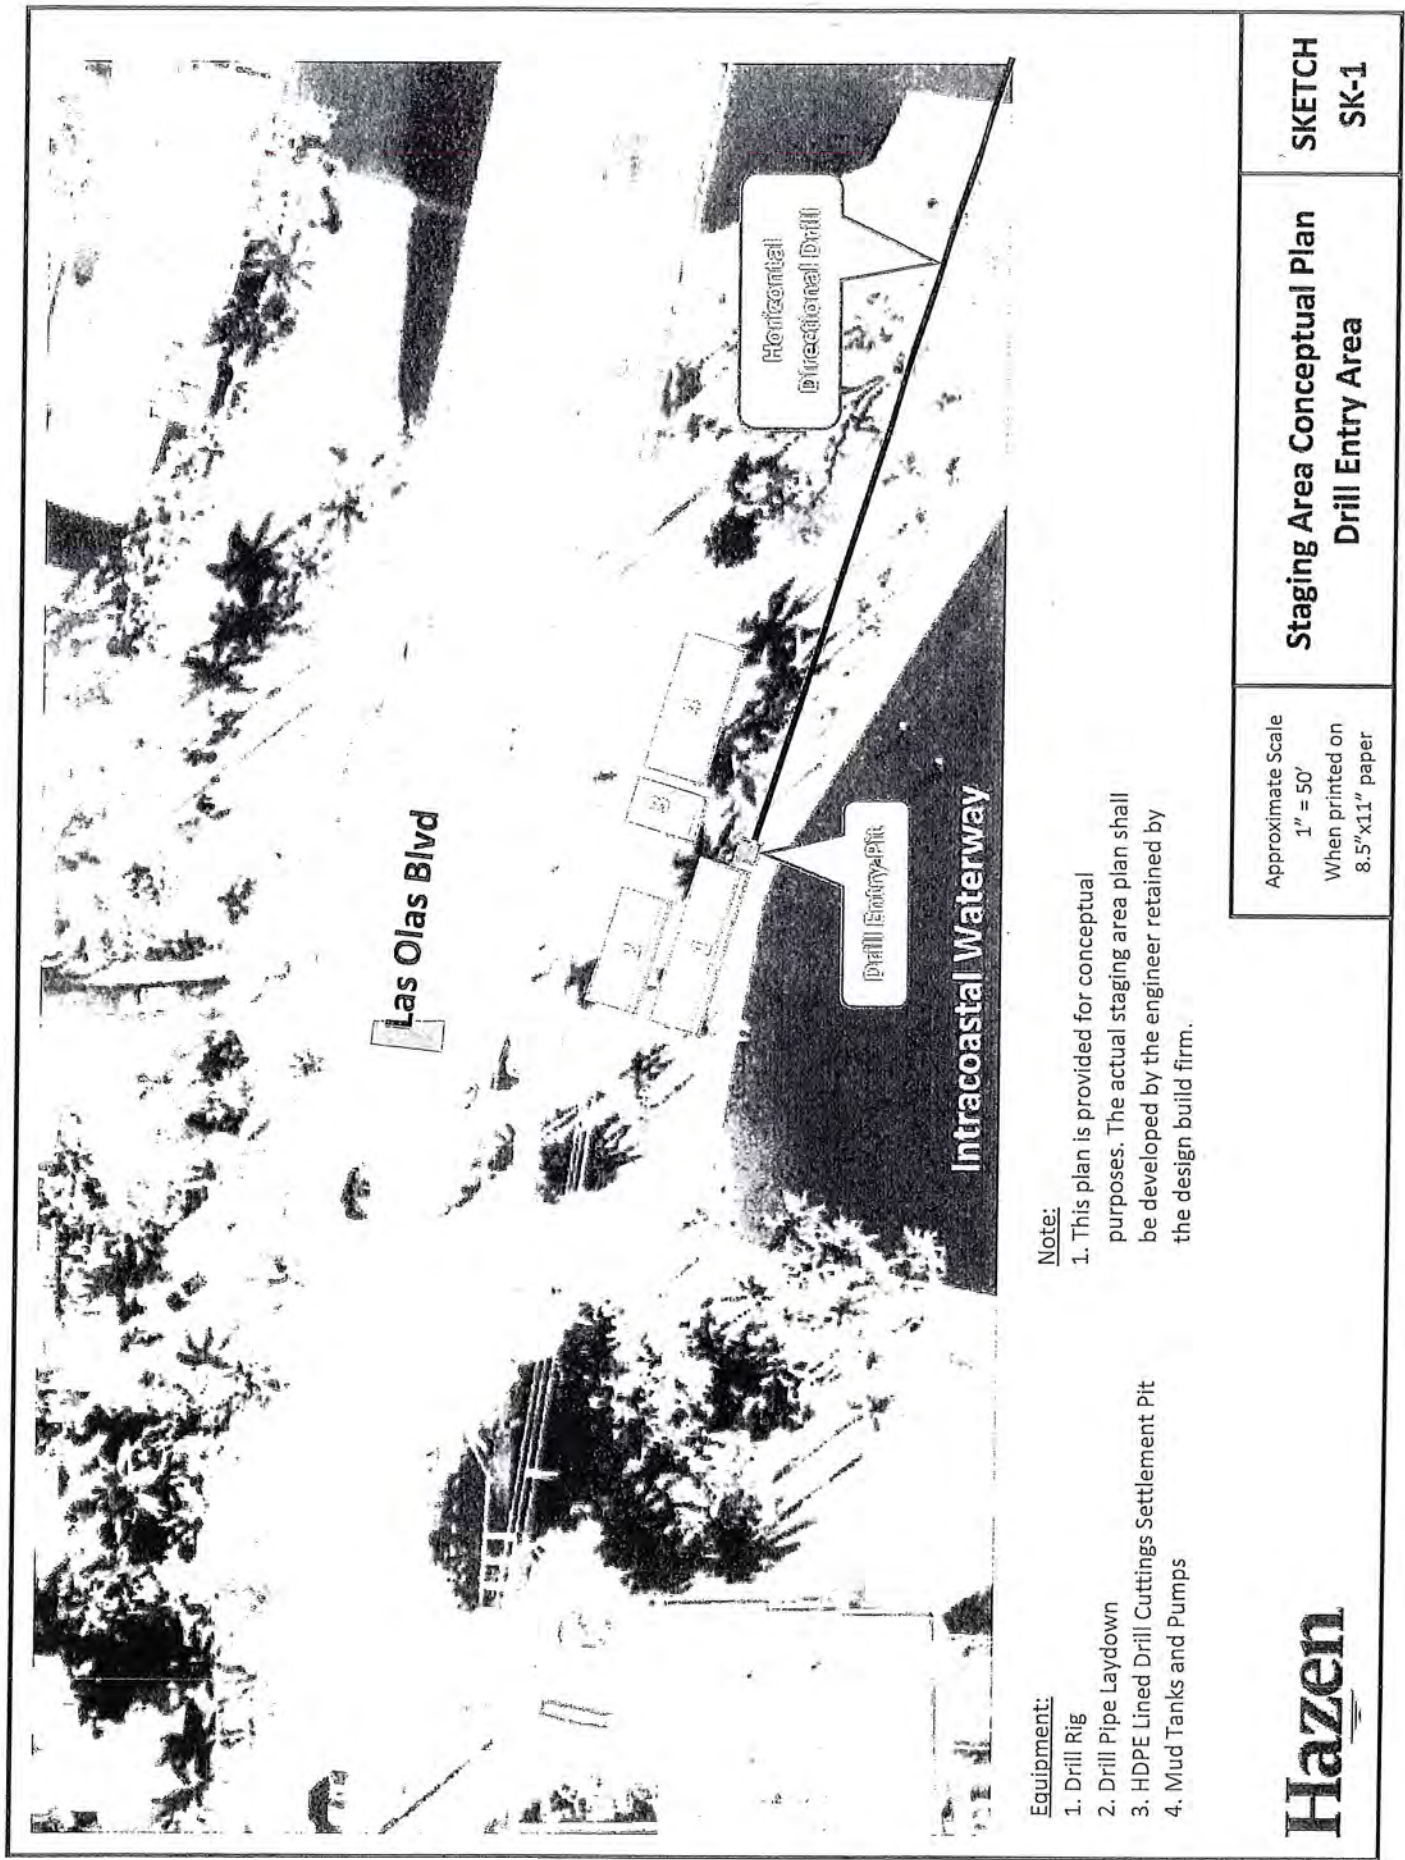 Las Olas Blvd
Horizontal
Directional Drill
2
1
3
Drill Entry Pit
Intracoastal Waterway
Equipment:
1. Drill Rig
2. Drill Pipe Laydown
3. HDPE Lined Drill Cuttings Settlement Pit
4. Mud Tanks and Pumps
Note:
1. This plan is provided for conceptual
purposes. The actual staging area plan shall
be developed by the engineer retained by
the design build firm.
Hazen
Approximate Scale
1" = 50'
When printed on
8.5"x11" paper
Staging Area Conceptual Plan
Drill Entry Area
SKETCH
SK-1